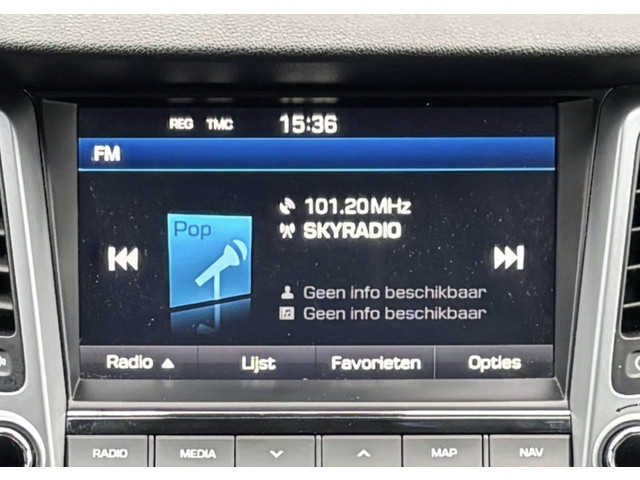 REG TMC 15:36
FM
101.20MHz
Pop
SKYRADIO
Geen info beschikbaar
Geen info beschikbaar
Radio ▲ Lijst Favorieten Opties
RADIO MEDIA MAP NAV